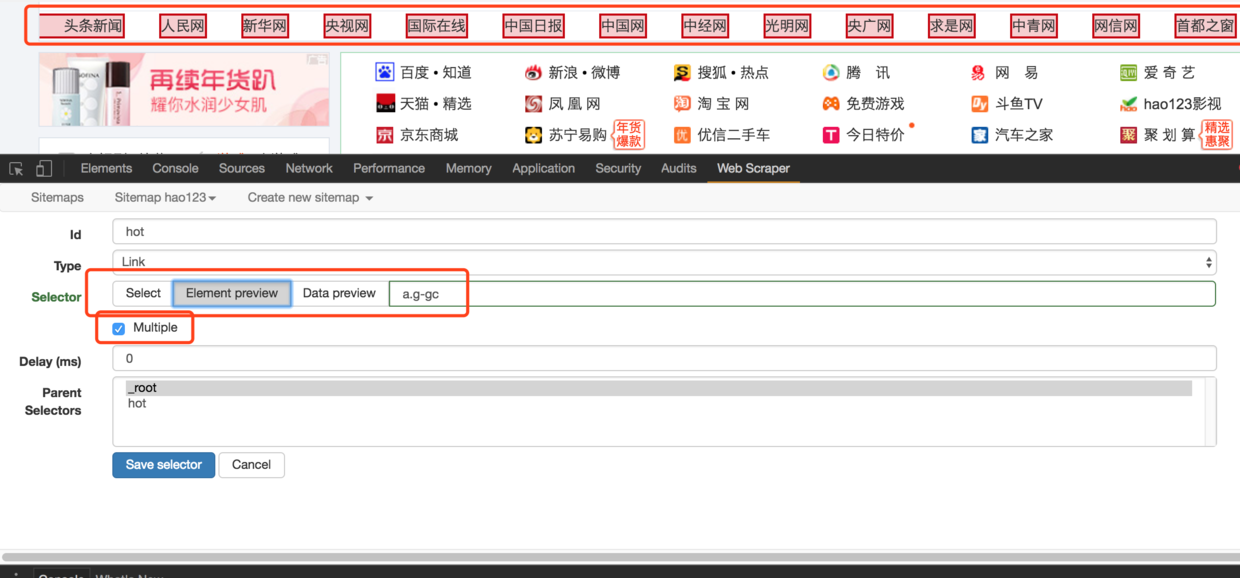 头条新闻 人民网 新华网 央视网 国际在线 中国日报 中国网 中经网 光明网 央广网 求是网 中青网 网信网 首都之窗
再续年货趴
耀你水润少女肌
百度 • 知道 新浪 • 微博 搜狐 • 热点 腾 讯 网 易 爱 奇 艺
天猫 • 精选 凤 凰 网 淘 宝 网 免费游戏 斗鱼TV hao123影视
京东商城 苏宁易购 年货爆款 优信二手车 今日特价 汽车之家 聚 划 算 精选惠聚
Elements Console Sources Network Performance Memory Application Security Audits Web Scraper
Sitemaps Sitemap hao123 Create new sitemap
Id hot
Type Link
Selector Select Element preview Data preview a.g-gc
Multiple
Delay (ms) 0
Parent Selectors _root
hot
Save selector Cancel
Console What's New